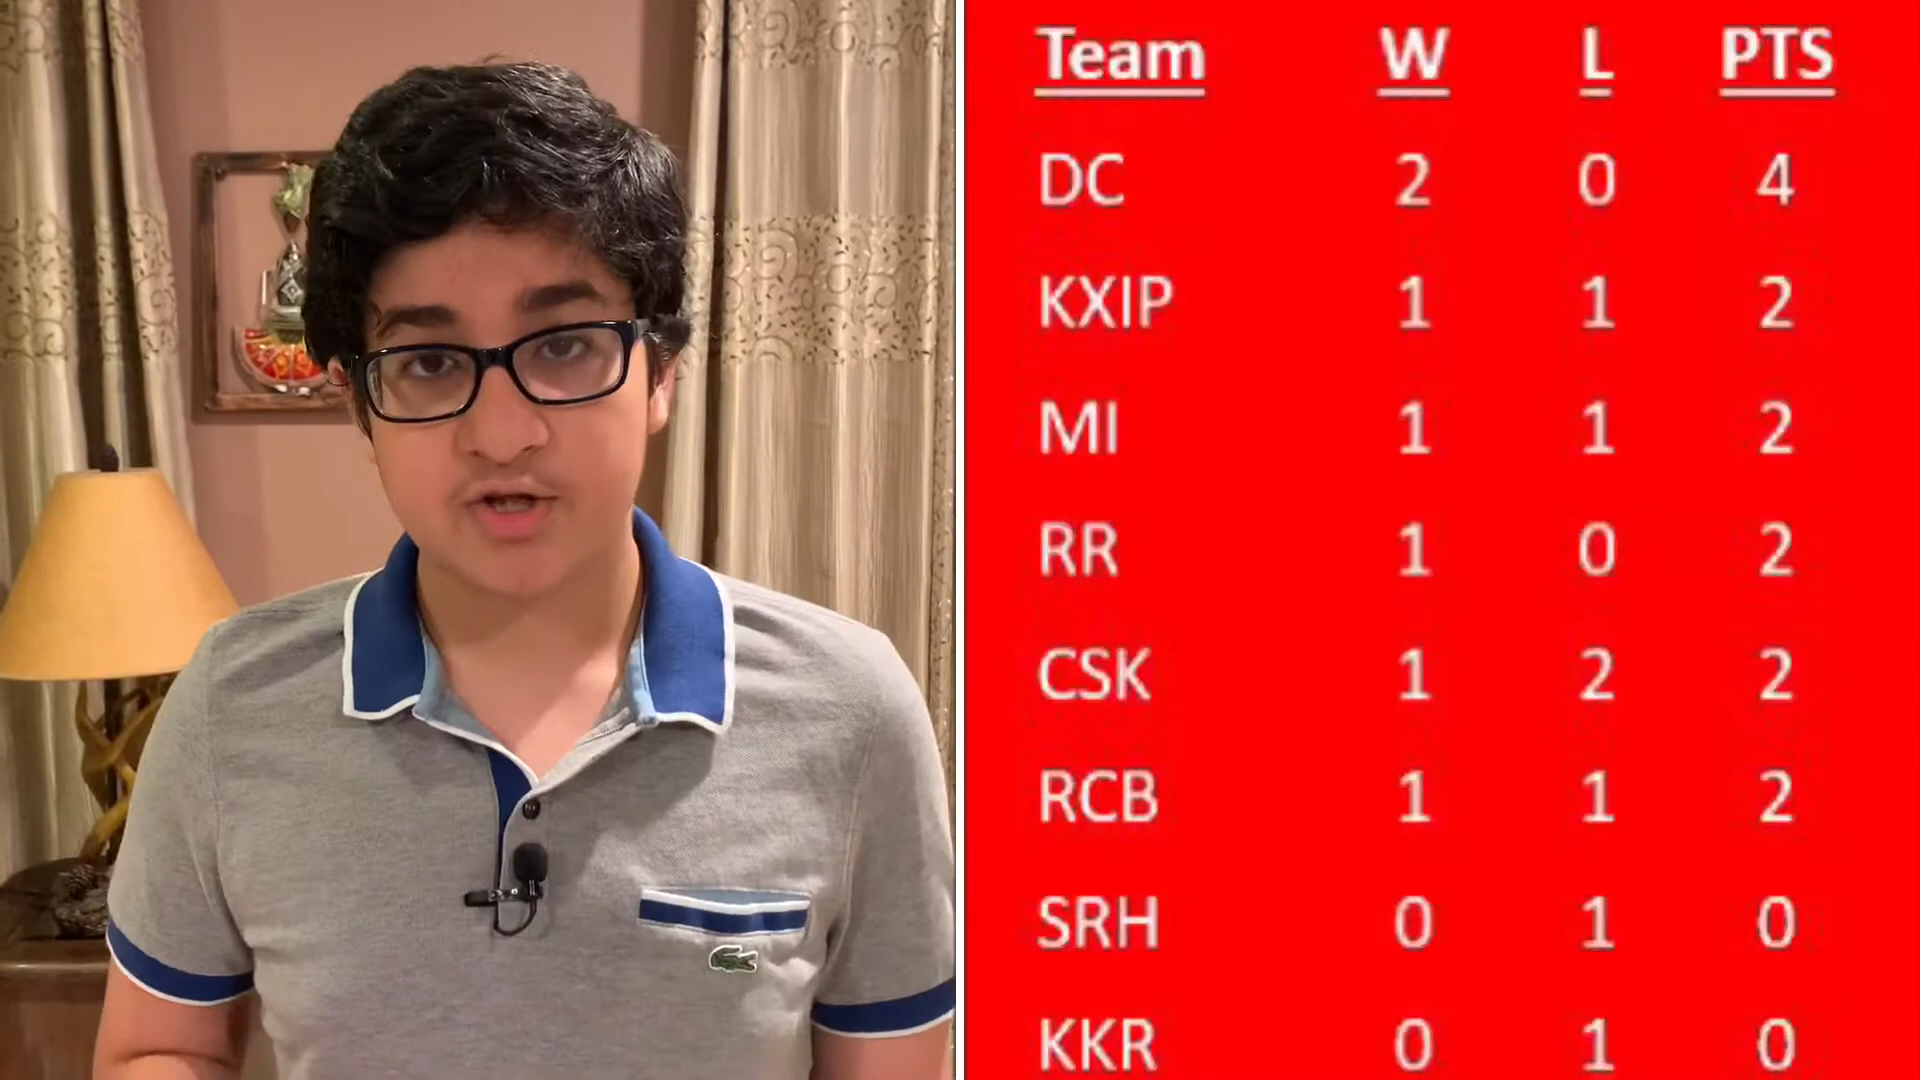 Team W L PTS
DC 2 0 4
KXIP 1 1 2
MI 1 1 2
RR 1 0 2
CSK 1 2 2
RCB 1 1 2
SRH 0 1 0
KKR 0 1 0